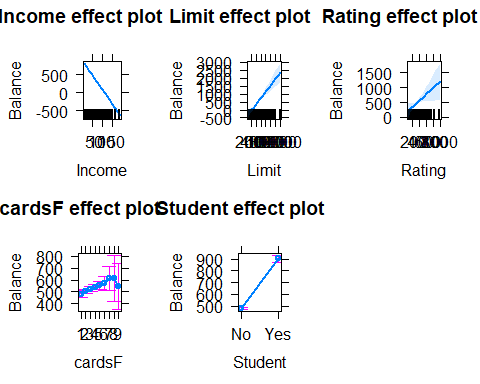 Income effect plot
Limit effect plot
Rating effect plot
Balance
500
0
-500
50
150
Income
Balance
3000
2500
2000
1500
1000
500
0
-500
Limit
Balance
1500
1000
500
0
Rating
cardsF effect plot
Student effect plot
Balance
800
700
600
500
400
cardsF
Balance
900
800
700
600
500
No Yes
Student